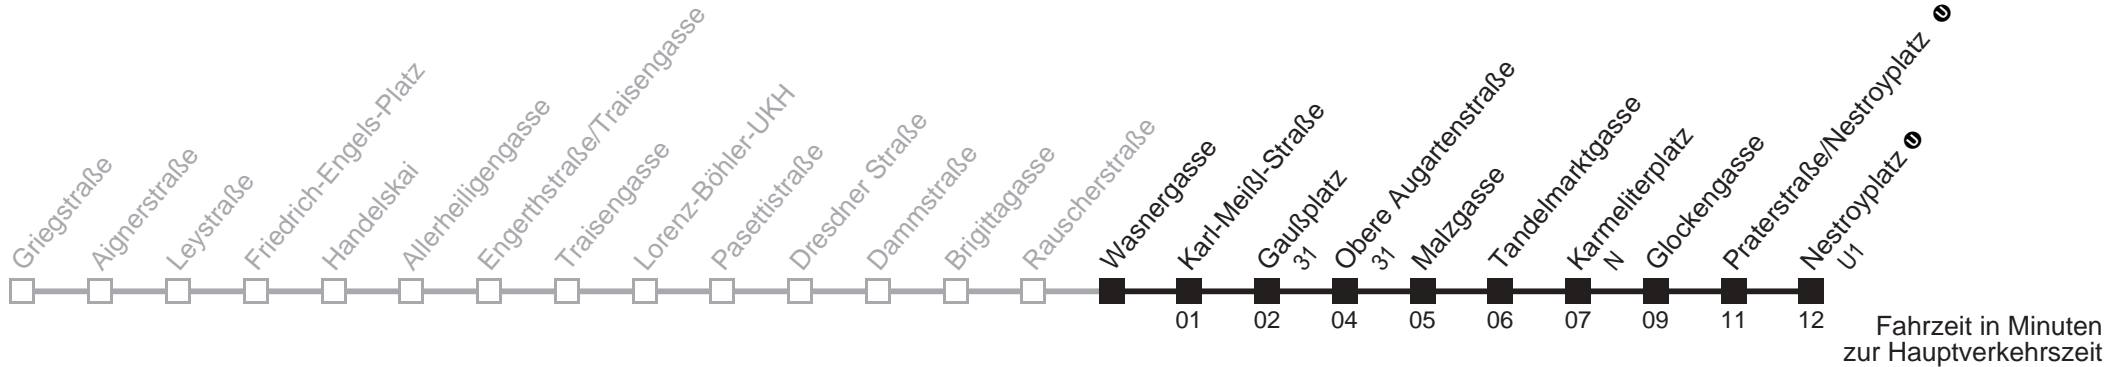 Griegstraße
Aignerstraße
Leystraße
Friedrich-Engels-Platz
Handelskai
Allerheiligengasse
Engerthstraße/Traisengasse
Traisengasse
Lorenz-Böhler-UKH
Pasettistraße
Dresdner Straße
Dammstraße
Brigittagasse
Rauscherstraße
Wasnergasse
Karl-Meißl-Straße
Gaußplatz
31
Obere Augartenstraße
31
Malzgasse
Tandelmarktgasse
Karmeliterplatz
N
Glockengasse
Praterstraße/Nestroyplatz U
Nestroyplatz U
U1
01 02 04 05 06 07 09 11 12
Fahrzeit in Minuten
zur Hauptverkehrszeit